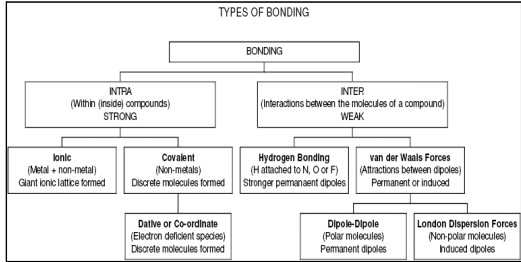 TYPES OF BONDING
BONDING
INTRA
(Within (inside) compounds)
STRONG
INTER
(Interactions between the molecules of a compound)
WEAK
Ionic
(Metal + non-metal)
Giant ionic lattice formed
Covalent
(Non-metals)
Discrete molecules formed
Hydrogen Bonding
(H attached to N, O or F)
Stronger permanaent dipoles
van der Waals Forces
(Attractions between dipoles)
Permanent or induced
Dative or Co-ordinate
(Electron deficient species)
Discrete molecules formed
Dipole-Dipole
(Polar molecules)
Permanent dipoles
London Dispersion Forces
(Non-polar molecules)
Induced dipoles